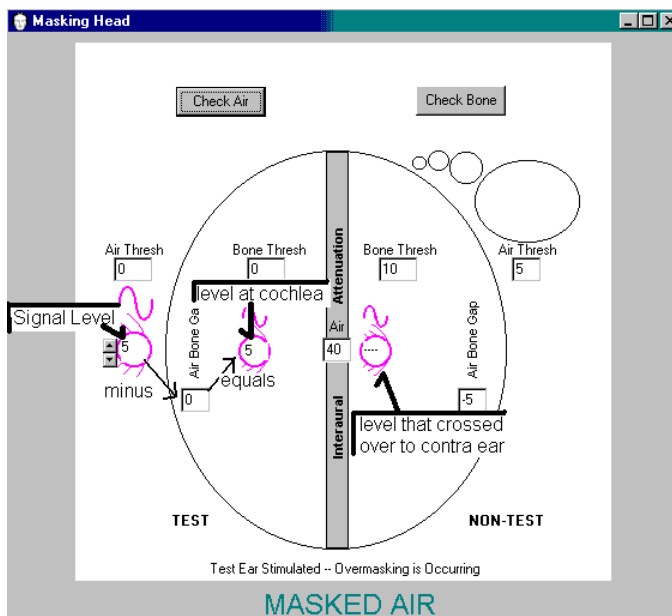 Masking Head
Check Air
Check Bone
Air Thresh
0
Bone Thresh
0
Bone Thresh
10
Air Thresh
5
Signal Level
level at cochlea
Attenuation
Air
40
Interaural
5
5
----
minus
equals
Air Bone Ga
0
Air Bone Gap
-5
level that crossed
over to contra ear
TEST
NON-TEST
Test Ear Stimulated -- Overmasking is Occurring
MASKED AIR